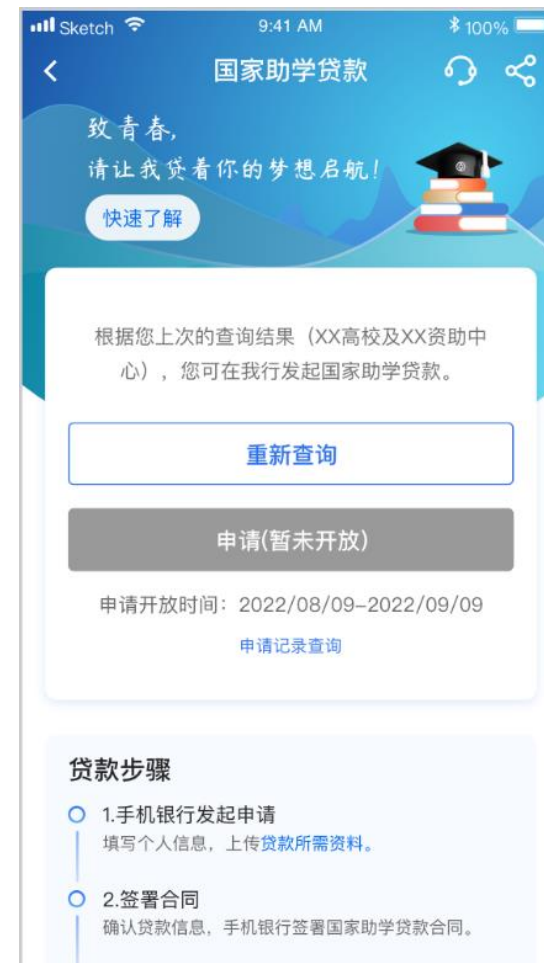 Sketch 9:41 AM 100%
国家助学贷款
致青春,
请让我贷着你的梦想启航!
快速了解
根据您上次的查询结果（XX高校及XX资助中
心），您可在我行发起国家助学贷款。
重新查询
申请(暂未开放)
申请开放时间：2022/08/09-2022/09/09
申请记录查询
贷款步骤
1.手机银行发起申请
填写个人信息，上传贷款所需资料。
2.签署合同
确认贷款信息，手机银行签署国家助学贷款合同。